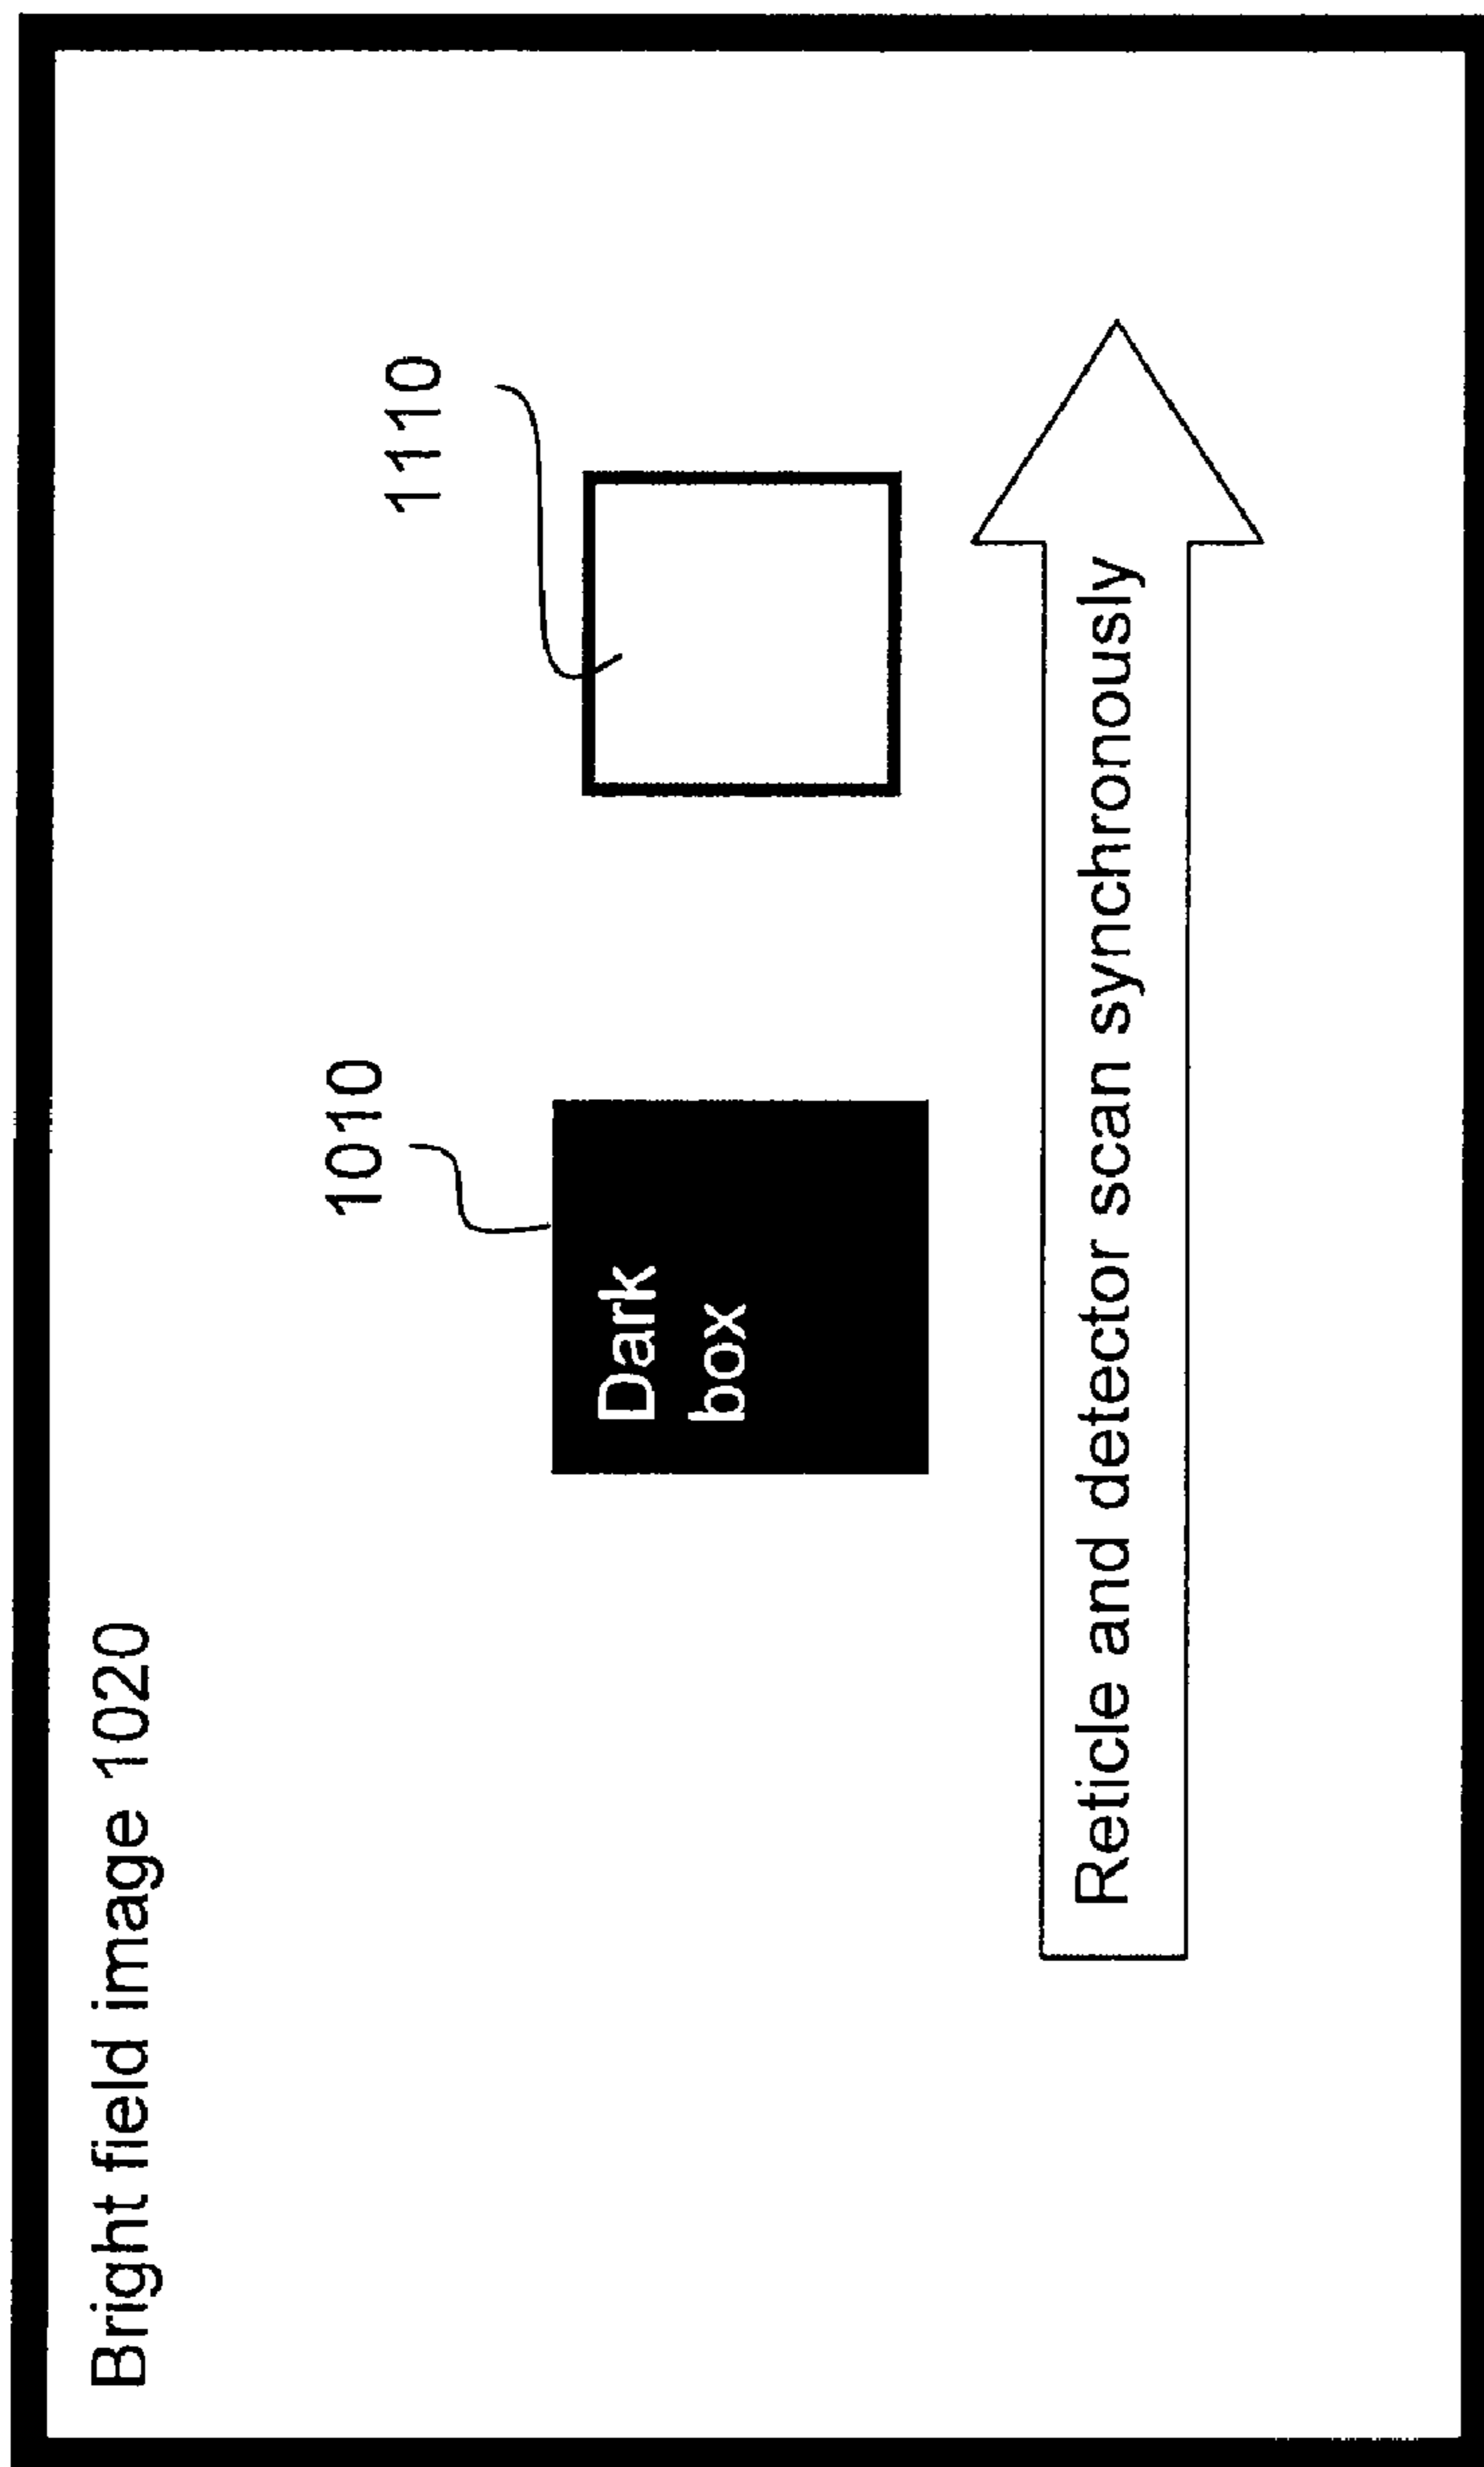 Bright field image 1020
1010
1110
Dark
box
Reticle and detector scan synchronously